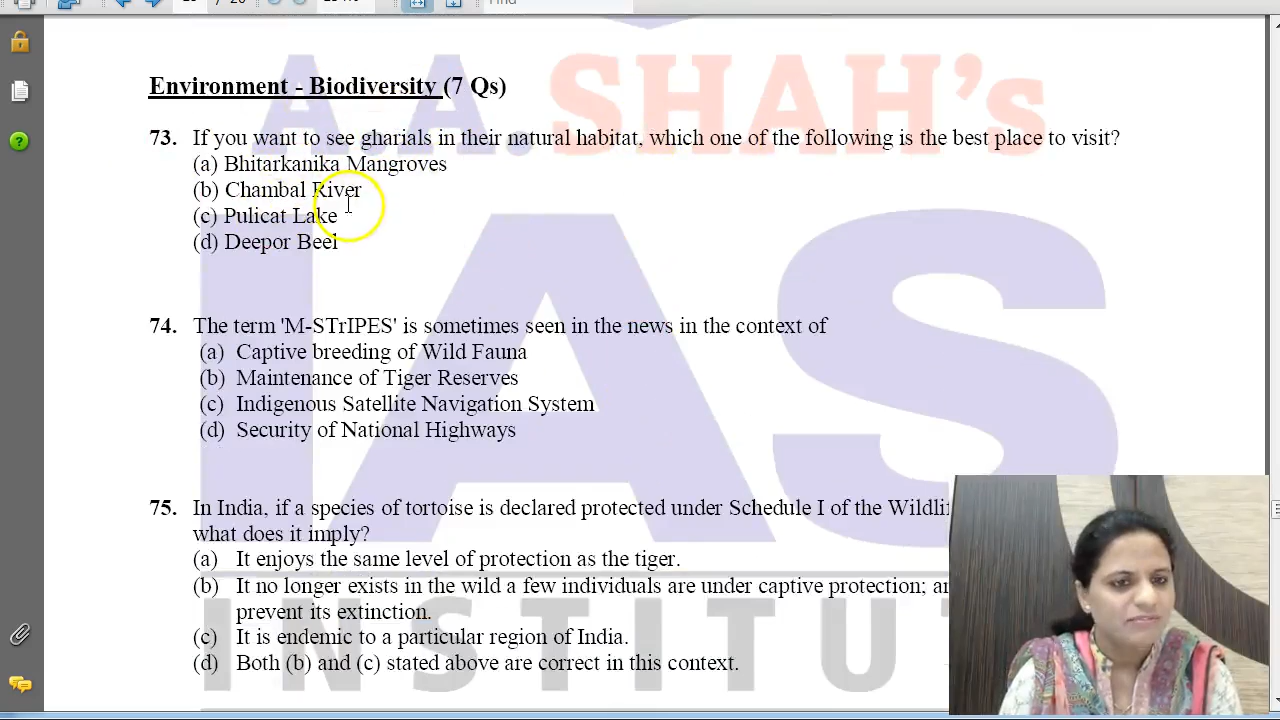 Find
A.A.SHAH's
IAS
INSTITU
Environment - Biodiversity (7 Qs)
73. If you want to see gharials in their natural habitat, which one of the following is the best place to visit?
(a) Bhitarkanika Mangroves
(b) Chambal River
(c) Pulicat Lake
(d) Deepor Beel
74. The term 'M-STrIPES' is sometimes seen in the news in the context of
(a) Captive breeding of Wild Fauna
(b) Maintenance of Tiger Reserves
(c) Indigenous Satellite Navigation System
(d) Security of National Highways
75. In India, if a species of tortoise is declared protected under Schedule I of the
what does it imply?
(a) It enjoys the same level of protection as the tiger.
(b) It no longer exists in the wild a few individuals are under captive protection;
prevent its extinction.
(c) It is endemic to a particular region of India.
(d) Both (b) and (c) stated above are correct in this context.